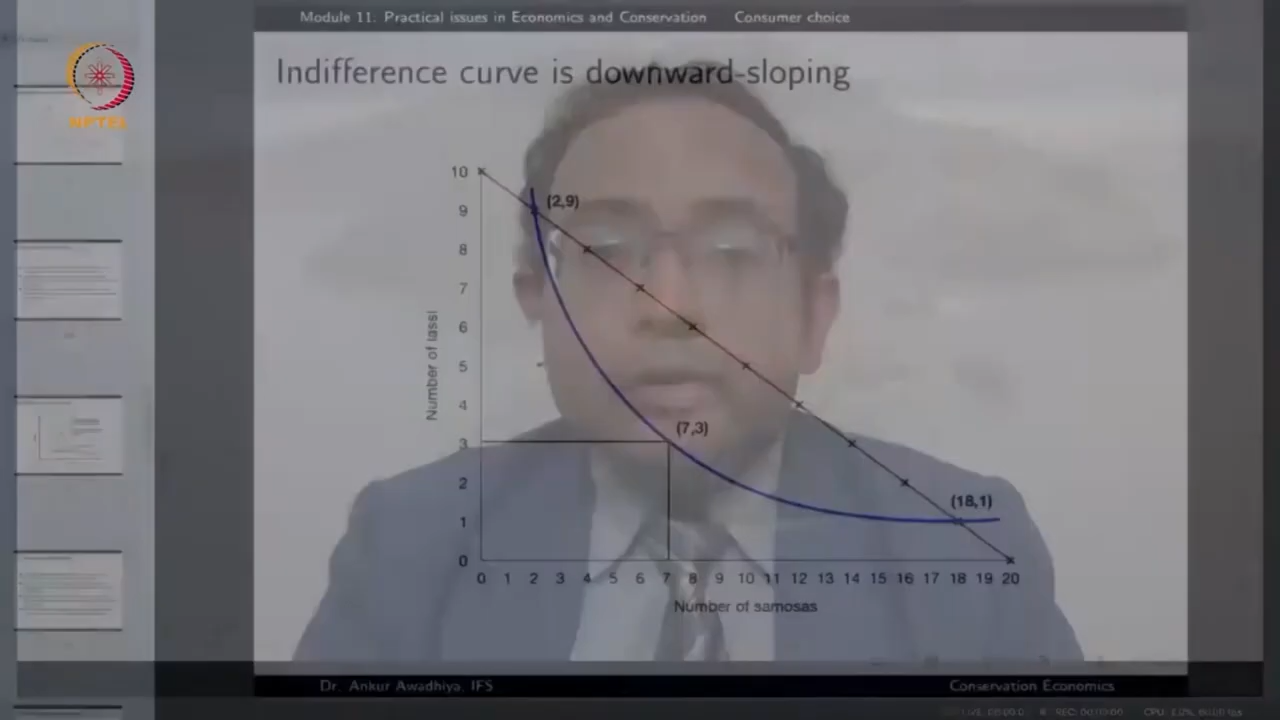 Module 11: Practical issues in Economics and Conservation Consumer choice
NPTEL
Indifference curve is downward-sloping
10
9
8
7
6
5
4
3
2
1
0
Number of lassi
(2,9)
(7,3)
(18,1)
0 1 2 3 4 5 6 7 8 9 10 11 12 13 14 15 16 17 18 19 20
Number of samosas
Dr. Ankur Awadhiya, IFS Conservation Economics